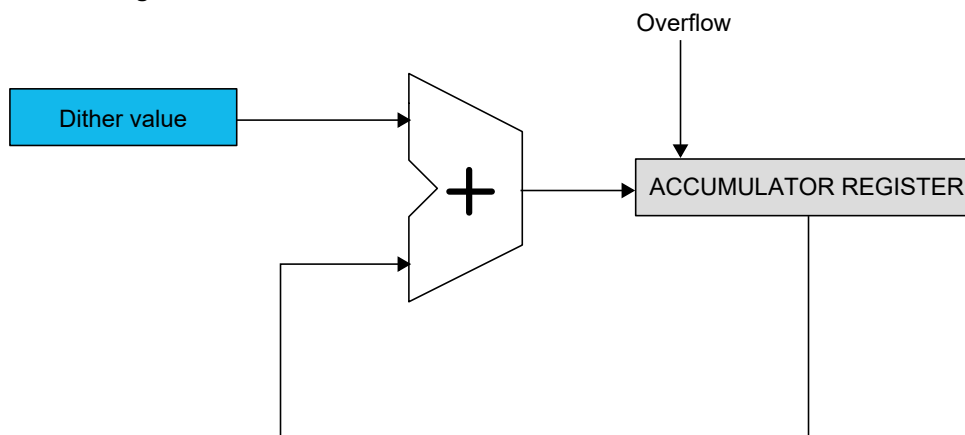 Overflow
Dither value
+
ACCUMULATOR REGISTER